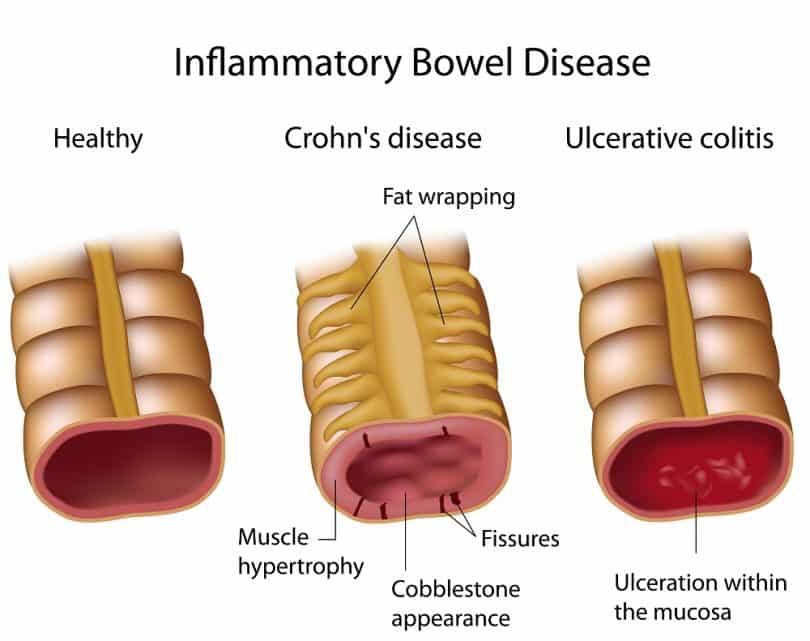 Inflammatory Bowel Disease
Healthy
Crohn's disease
Ulcerative colitis
Fat wrapping
Muscle
hypertrophy
Fissures
Cobblestone
appearance
Ulceration within
the mucosa